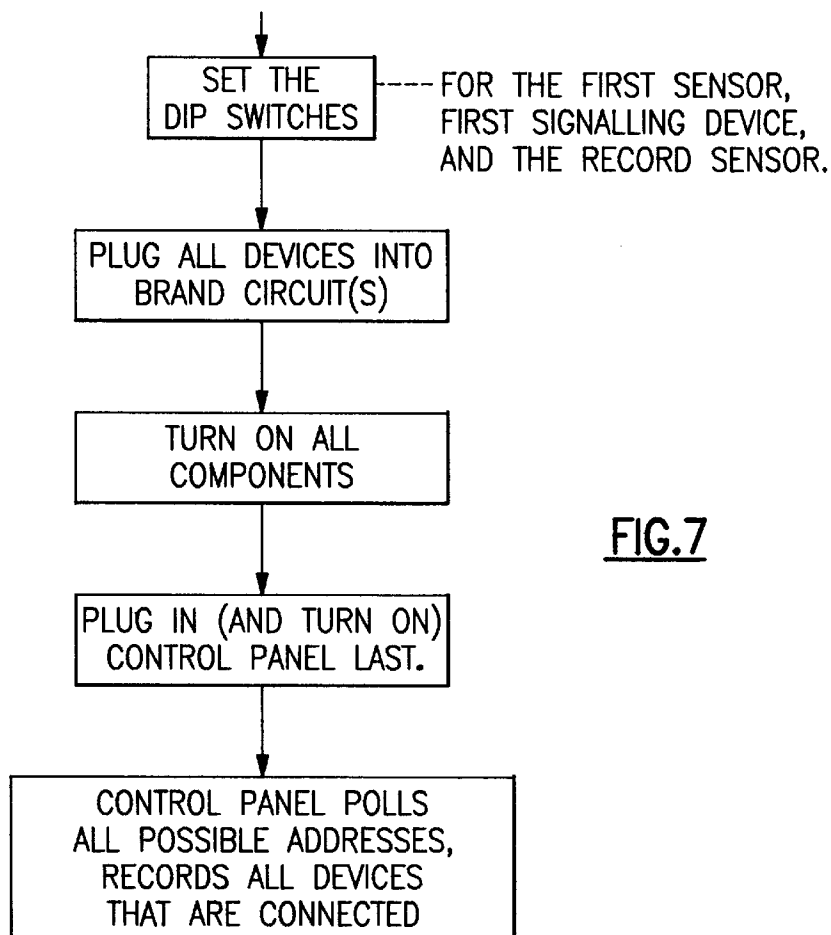 SET THE
DIP SWITCHES
FOR THE FIRST SENSOR,
FIRST SIGNALLING DEVICE,
AND THE RECORD SENSOR.
PLUG ALL DEVICES INTO
BRAND CIRCUIT(S)
TURN ON ALL
COMPONENTS
FIG.7
PLUG IN (AND TURN ON)
CONTROL PANEL LAST.
CONTROL PANEL POLLS
ALL POSSIBLE ADDRESSES,
RECORDS ALL DEVICES
THAT ARE CONNECTED